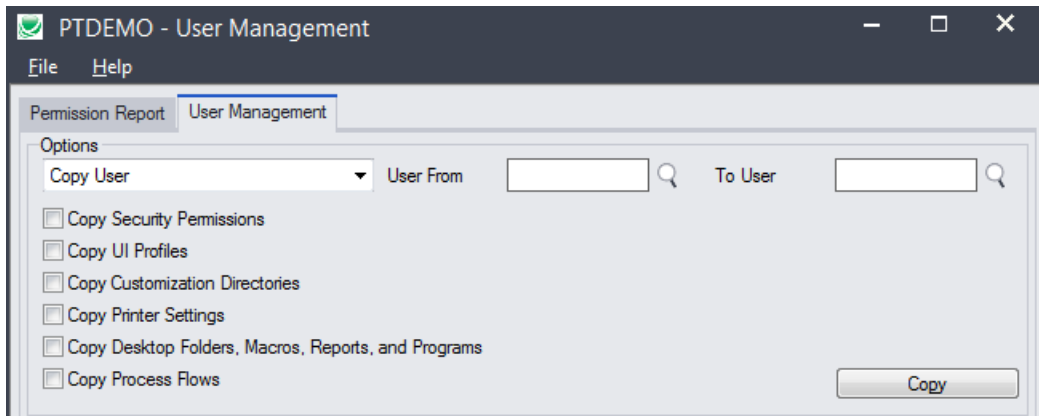 PTDEMO - User Management
File Help
Permission Report User Management
Options
Copy User User From To User
Copy Security Permissions
Copy UI Profiles
Copy Customization Directories
Copy Printer Settings
Copy Desktop Folders, Macros, Reports, and Programs
Copy Process Flows Copy